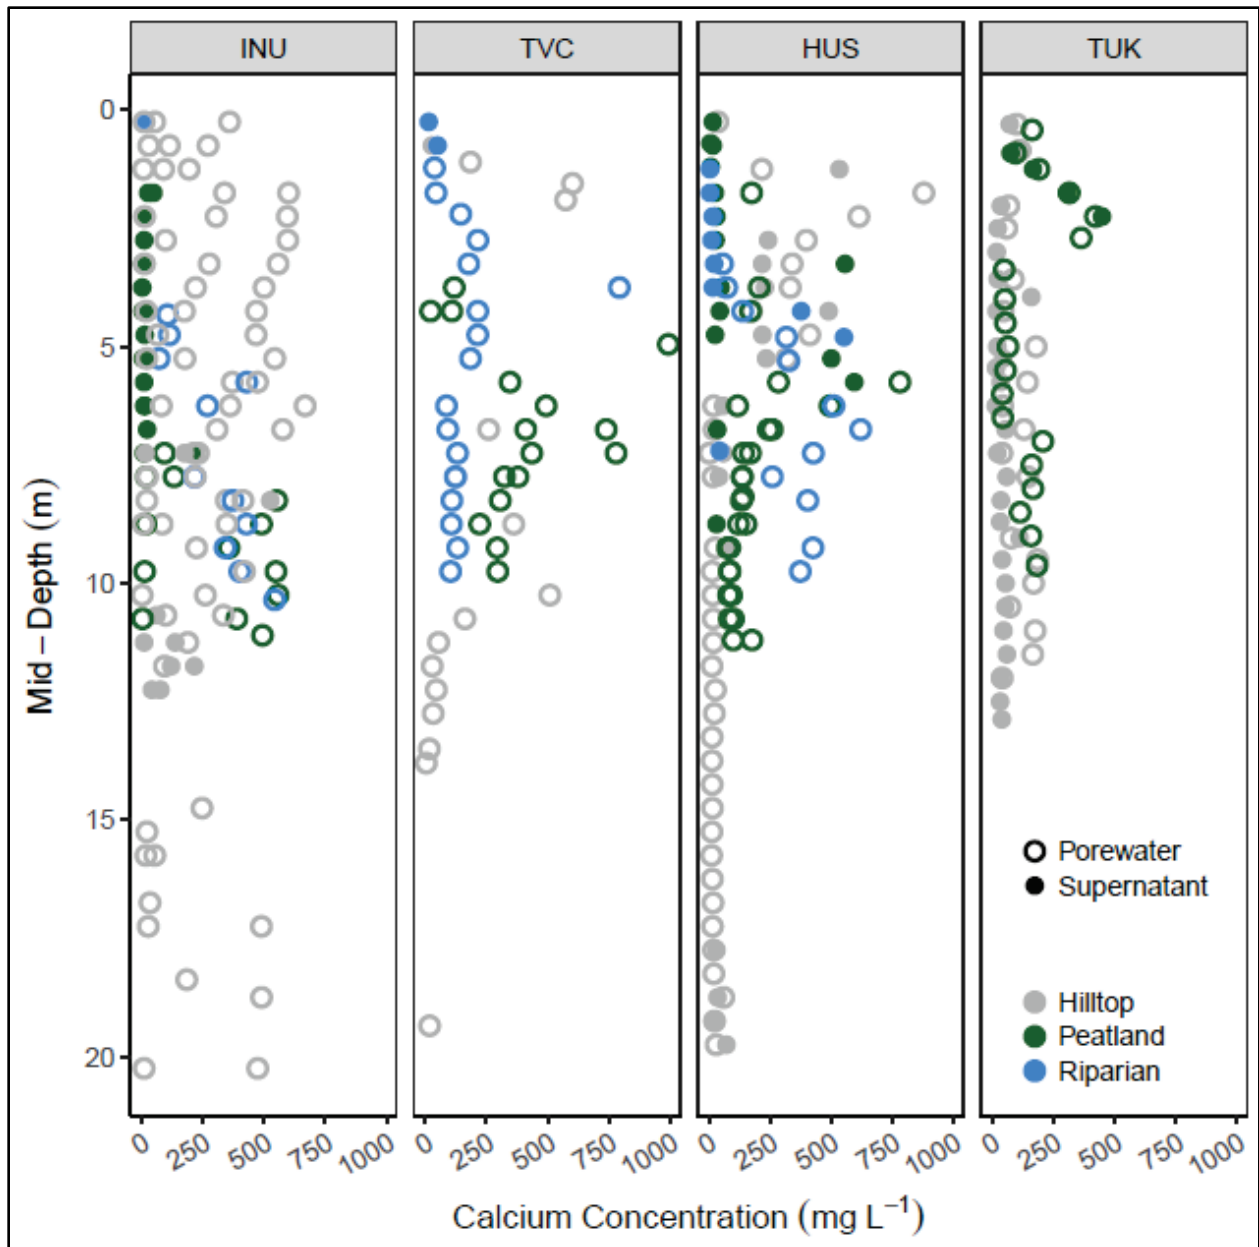 INU TVC HUS TUK
0
5
10
15
20
Mid – Depth (m)
Porewater
Supernatant
Hilltop
Peatland
Riparian
0 250 500 750 1000 0 250 500 750 1000 0 250 500 750 1000 0 250 500 750 1000
Calcium Concentration (mg L⁻¹)